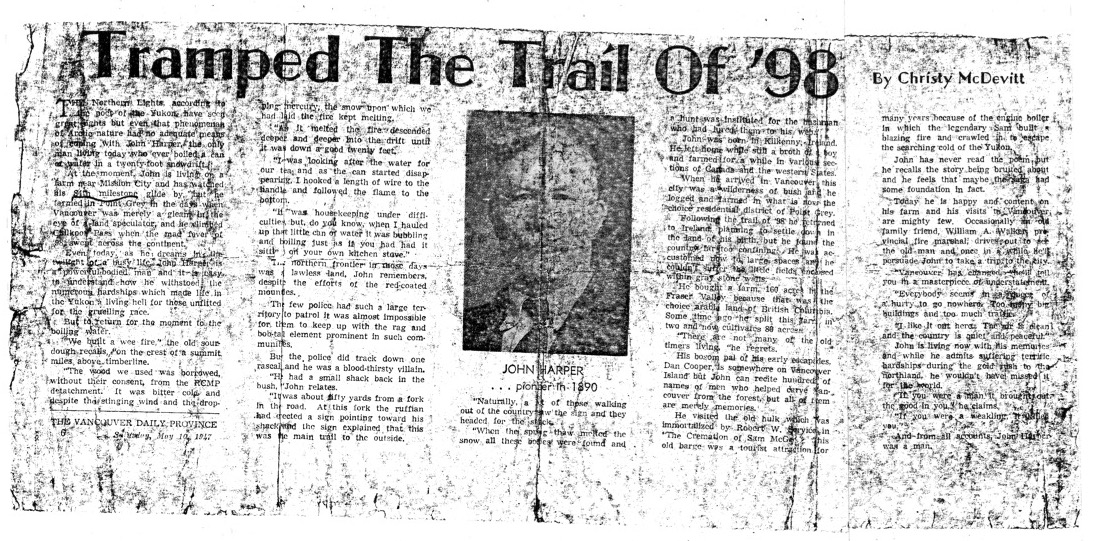 Tramped The Trail Of '98
By Christy McDevitt
THE Northern Lights, according to
the poet of the Yukon, have seen
great sights but even that phenomena
of Arctic nature had no adequate means
of coping with John Harper, the only
man living today who ever boiled a can
of water in a twenty-foot snowdrift.
At the moment, John is living on a
farm near Mission City and has watched
his milestone glide by, but he
farmed in Point Grey in the days when
Vancouver was merely a gleam in the
eye of a land speculator, and he climbed
Chilkoot Pass when the mad fever of
swept across the continent.
Even today, as he dreams in the
twilight of a busy life, John Harper is
a powerful-bodied man and it is easy
to understand how he withstood the
numerous hardships which made life in
the Yukon a living hell for those unfitted
for the gruelling race.
But to return for the moment to the
boiling water.
"We built a wee fire," the old sour-
dough recalls, "on the crest of a summit
miles above timberline.
"The wood we used was borrowed,
without their consent, from the RCMP
detachment. It was bitter cold and
despite the stinging wind and the drop-
THE VANCOUVER DAILY PROVINCE
6 Saturday, May 10, 1947
ping mercury, the snow upon which we
had laid the fire kept melting.
"As it melted the fire descended
deeper and deeper into the drift until
it was down a good twenty feet.
"I was looking after the water for
our tea and as the can started disap-
pearing, I hooked a length of wire to the
handle and followed the flame to the
bottom.
"It was housekeeping under diffi-
culties but, do you know, when I hauled
up that little can of water it was bubbling
and boiling just as if you had had it
sitting on your own kitchen stove."
The northern frontier in those days
was a lawless land, John remembers,
despite the efforts of the red-coated
mounties.
The few police had such a large ter-
ritory to patrol it was almost impossible
for them to keep up with the rag and
bobtail element prominent in such com-
munities.
But the police did track down one
rascal and he was a blood-thirsty villain.
"He had a small shack back in the
bush," John relates.
"It was about fifty yards from a fork
in the road. At this fork the ruffian
had erected a sign pointing toward his
shack and the sign explained that this
was the main trail to the outside.
JOHN HARPER
. . . pioneer in 1890
"Naturally, a lot of those walking
out of the country saw the sign and they
headed for the shack.
"When the spring thaw melted the
snow all these bodies were found and
a hunt was instituted for the
man
who had lured them to his web."
John was born in Kilkenny, Ireland.
He left home while still a broth of a boy
and farmed for a while in various sec-
tions of Canada and the western States.
When he arrived in Vancouver this
city was a wilderness of bush and he
logged and farmed in what is now the
choice residential district of Point Grey.
Following the trail of '98 he returned
to Ireland planning to settle down in
the land of his birth, but he found the
country far too confining. He was ac-
customed now to large spaces and he
couldn't suffer the little fields enclosed
within gray stone walls.
He bought a farm, 160 acres in the
Fraser Valley because that was the
choice arable land of British Columbia.
Some time ago he split this farm in
two and now cultivates 80 acres.
"There are not many of the old
timers living," he regrets.
His bosom pal of his early escapades,
Dan Cooper, is somewhere on Vancouver
Island but John can recite hundreds of
names of men who helped carve Van-
couver from the forest, but all of them
are merely memories.
He visited the old hulk which was
immortalized by Robert W. Service in
"The Cremation of Sam McGee." This
old barge was a tourist attraction for
many years because of the engine boiler
in which the legendary Sam built a
blazing fire and crawled in to escape
the searching cold of the Yukon.
John has never read the poem but
he recalls the story being bruited about
and he feels that maybe the saga had
some foundation in fact.
Today he is happy and content on
his farm and his visits to Vancouver
are mighty few. Occasionally an old
family friend, William A. Walker, pro-
vincial fire marshal, drives out to see
the old man and once in a while he'll
persuade John to take a trip to the city.
"Vancouver has changed," he'll tell
you in a masterpiece of understatement.
"Everybody seems in
a hurry to go nowhere. Too many big
buildings and too much traffic.
"I like it out here. The air is clean
and the country is quiet and peaceful."
John is living now with his memories
and while he admits suffering terrific
hardships during the gold rush to the
northland, he wouldn't have missed it
for the world.
"If you were a man it brought out
the good in you," he claims.
"If you were a weakling, it
you."
And from all accounts, John Harper
was a man.